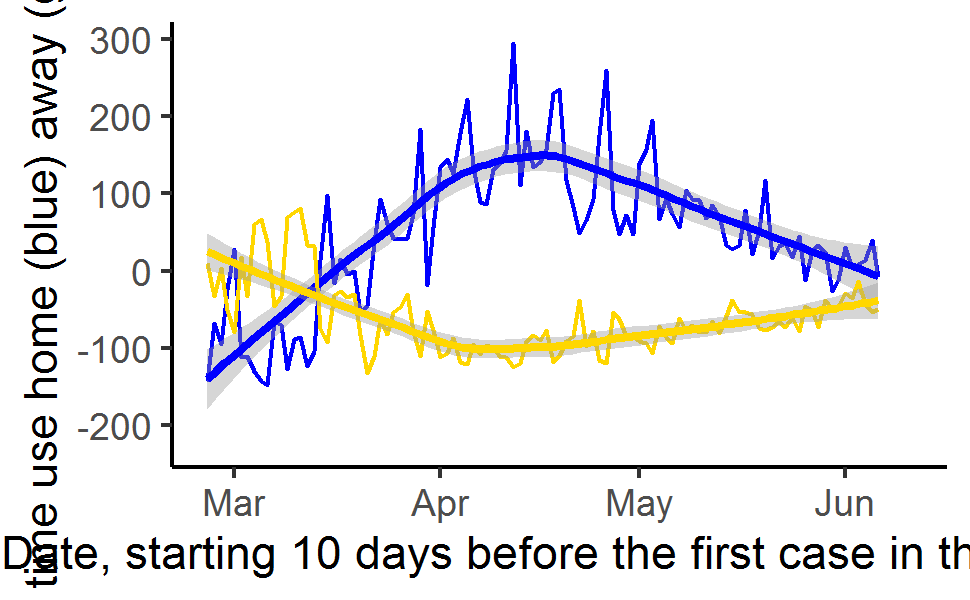 time use home (blue) away (
300
200
100
0
-100
-200
Mar Apr May Jun
Date, starting 10 days before the first case in th